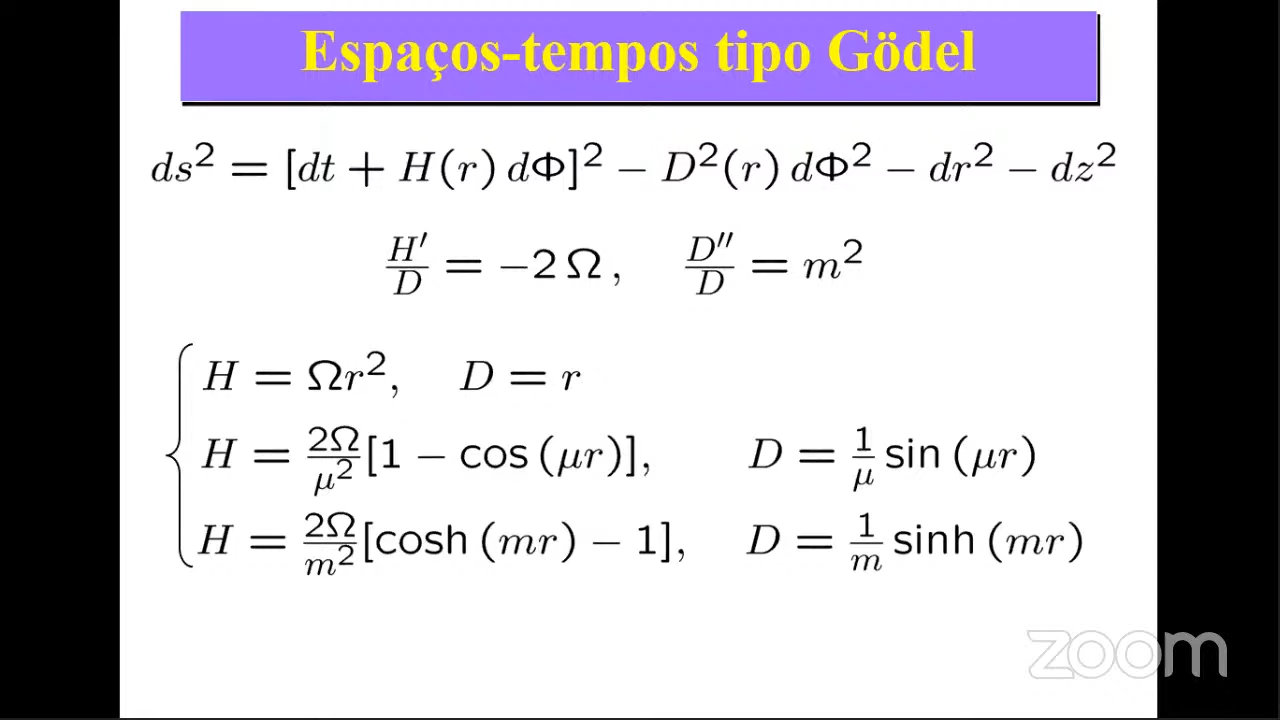 Espaços-tempos tipo Gödel
ds² = [dt + H(r) dΦ]² − D²(r) dΦ² − dr² − dz²
H′/D = −2 Ω, D″/D = m²
H = Ωr², D = r
H = 2Ω/μ² [1 − cos (μr)], D = 1/μ sin (μr)
H = 2Ω/m² [cosh (mr) − 1], D = 1/m sinh (mr)
zoom